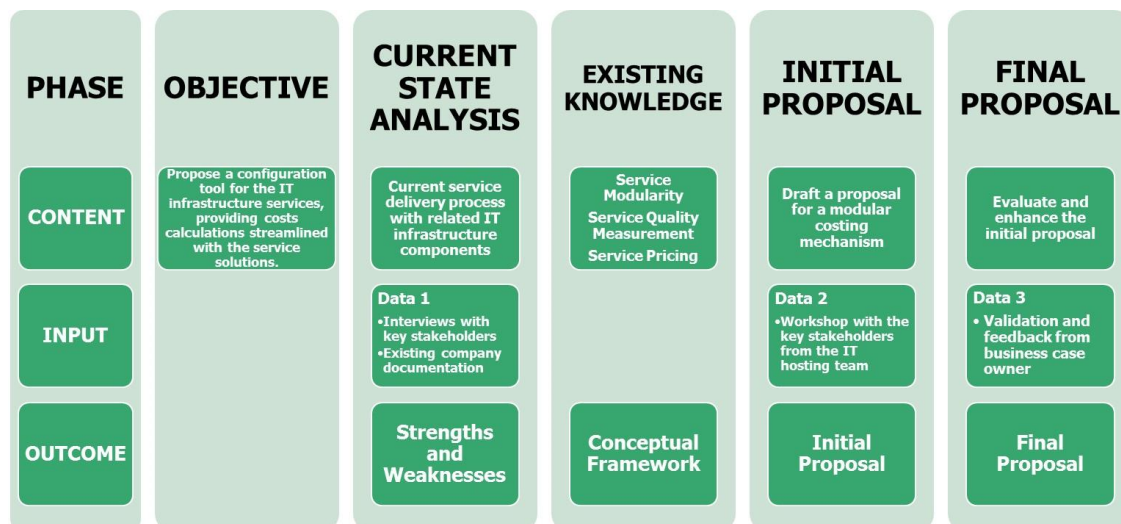 PHASE
OBJECTIVE
CURRENT
STATE
ANALYSIS
EXISTING
KNOWLEDGE
INITIAL
PROPOSAL
FINAL
PROPOSAL
CONTENT
Propose a configuration
tool for the IT
infrastructure services,
providing costs
calculations streamlined
with the service
solutions.
Current service
delivery process
with related IT
infrastructure
components
Service
Modularity
Service Quality
Measurement
Service Pricing
Draft a proposal
for a modular
costing
mechanism
Evaluate and
enhance the
initial proposal
INPUT
Data 1
•Interviews with
key stakeholders
•Existing company
documentation
Data 2
•Workshop with the
key stakeholders
from the IT
hosting team
Data 3
• Validation and
feedback from
business case
owner
OUTCOME
Strengths
and
Weaknesses
Conceptual
Framework
Initial
Proposal
Final
Proposal